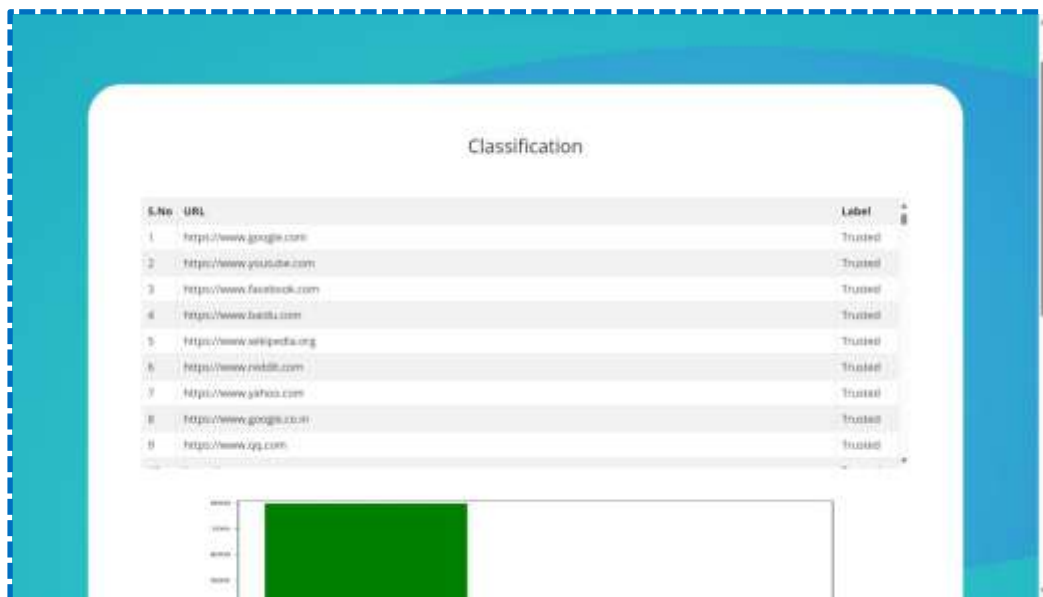 Classification
S.No URL Label
1 https://www.google.com Trusted
2 https://www.youtube.com Trusted
3 https://www.facebook.com Trusted
4 https://www.baidu.com Trusted
5 https://www.wikipedia.org Trusted
6 https://www.reddit.com Trusted
7 https://www.yahoo.com Trusted
8 https://www.google.co.in Trusted
9 https://www.qq.com Trusted